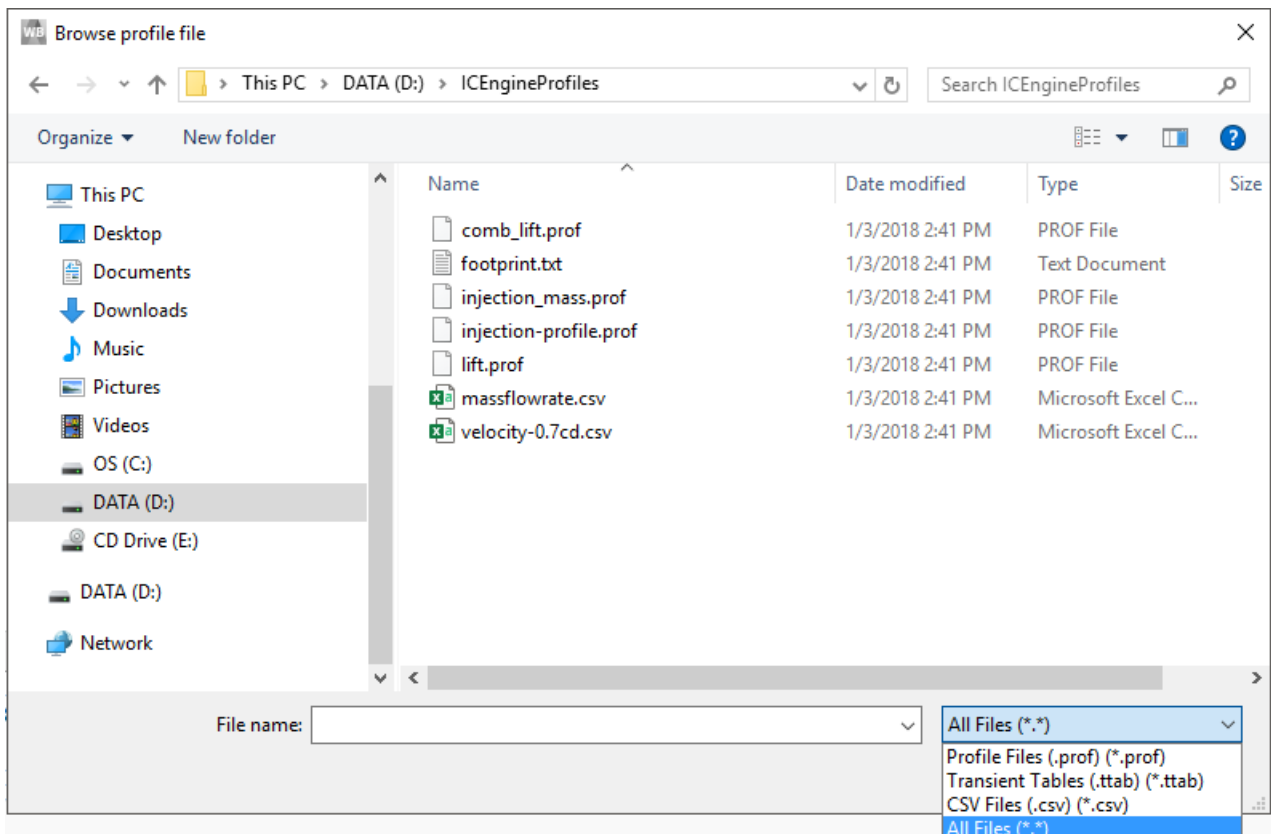 WB Browse profile file
This PC > DATA (D:) > ICEngineProfiles
Search ICEngineProfiles
Organize
New folder
?
This PC
Desktop
Documents
Downloads
Music
Pictures
Videos
OS (C:)
DATA (D:)
CD Drive (E:)
DATA (D:)
Network
Name Date modified Type Size
comb_lift.prof 1/3/2018 2:41 PM PROF File
footprint.txt 1/3/2018 2:41 PM Text Document
injection_mass.prof 1/3/2018 2:41 PM PROF File
injection-profile.prof 1/3/2018 2:41 PM PROF File
lift.prof 1/3/2018 2:41 PM PROF File
massflowrate.csv 1/3/2018 2:41 PM Microsoft Excel C...
velocity-0.7cd.csv 1/3/2018 2:41 PM Microsoft Excel C...
File name:
All Files (*.*)
Profile Files (.prof) (*.prof)
Transient Tables (.ttab) (*.ttab)
CSV Files (.csv) (*.csv)
All Files (*.*)